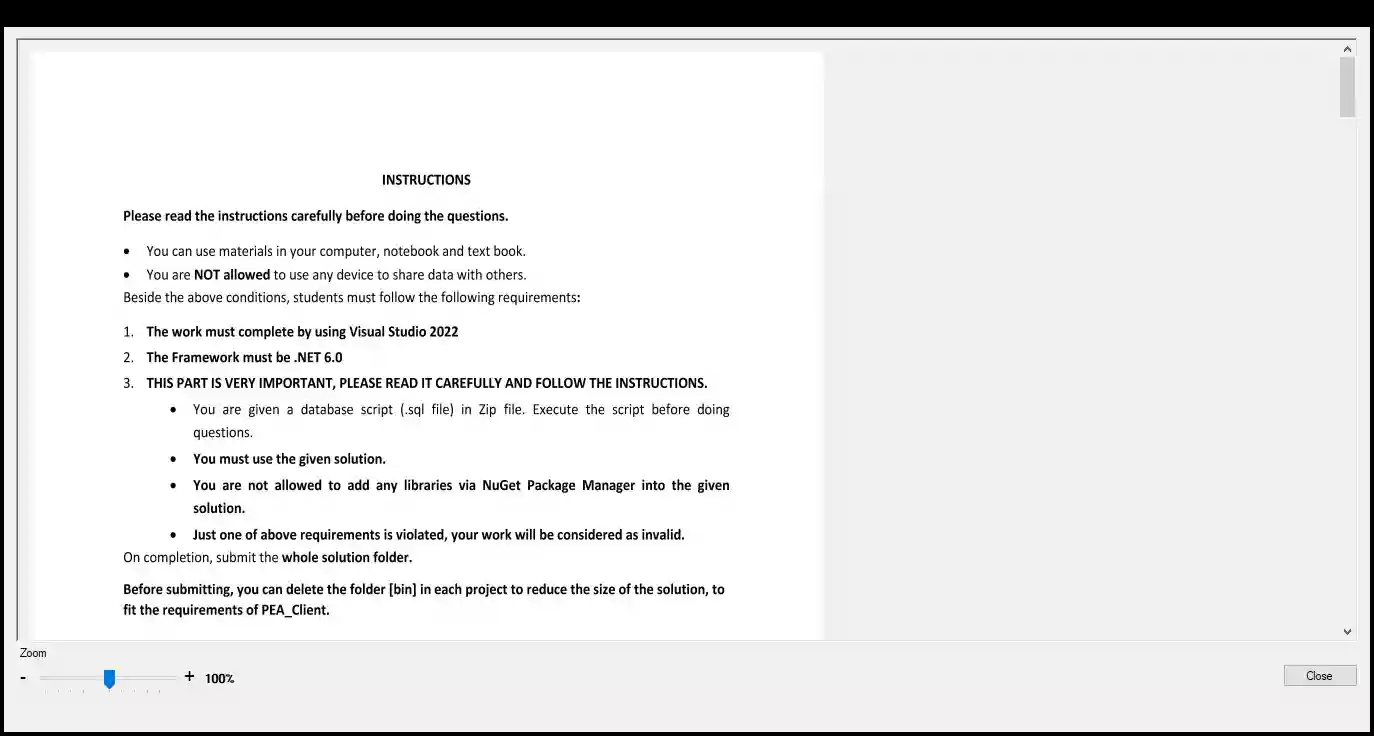 INSTRUCTIONS
Please read the instructions carefully before doing the questions.
• You can use materials in your computer, notebook and text book.
• You are NOT allowed to use any device to share data with others.
Beside the above conditions, students must follow the following requirements:
1. The work must complete by using Visual Studio 2022
2. The Framework must be .NET 6.0
3. THIS PART IS VERY IMPORTANT, PLEASE READ IT CAREFULLY AND FOLLOW THE INSTRUCTIONS.
• You are given a database script (.sql file) in Zip file. Execute the script before doing
questions.
• You must use the given solution.
• You are not allowed to add any libraries via NuGet Package Manager into the given
solution.
• Just one of above requirements is violated, your work will be considered as invalid.
On completion, submit the whole solution folder.
Before submitting, you can delete the folder [bin] in each project to reduce the size of the solution, to
fit the requirements of PEA_Client.
Zoom
- + 100%
Close